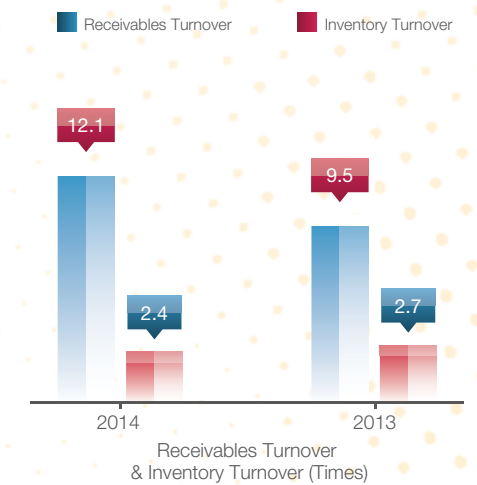 Receivables Turnover
Inventory Turnover
12.1
2.4
9.5
2.7
2014
2013
Receivables Turnover
& Inventory Turnover (Times)